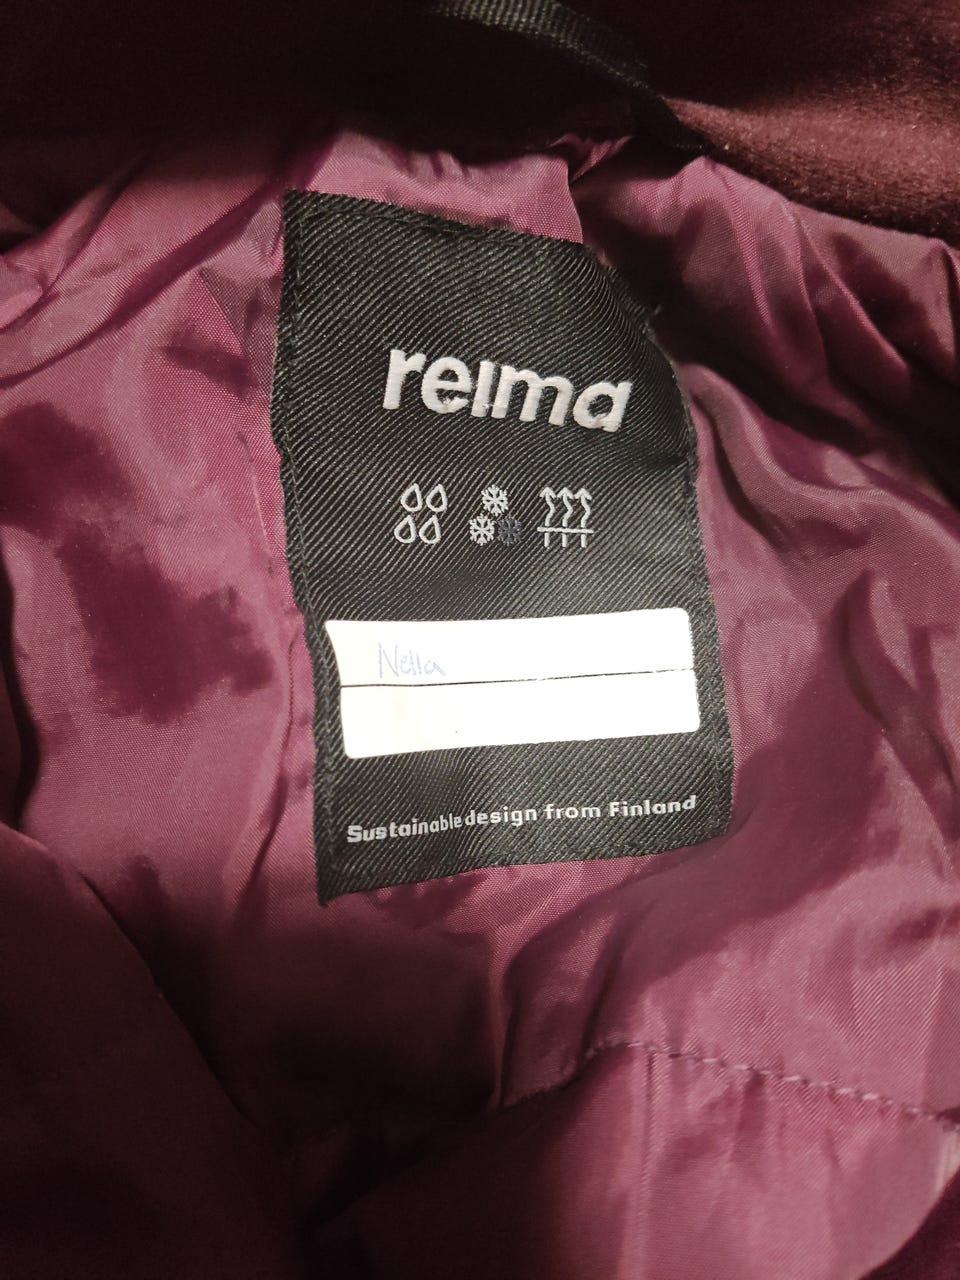 reima
Nella
Sustainable design from Finland